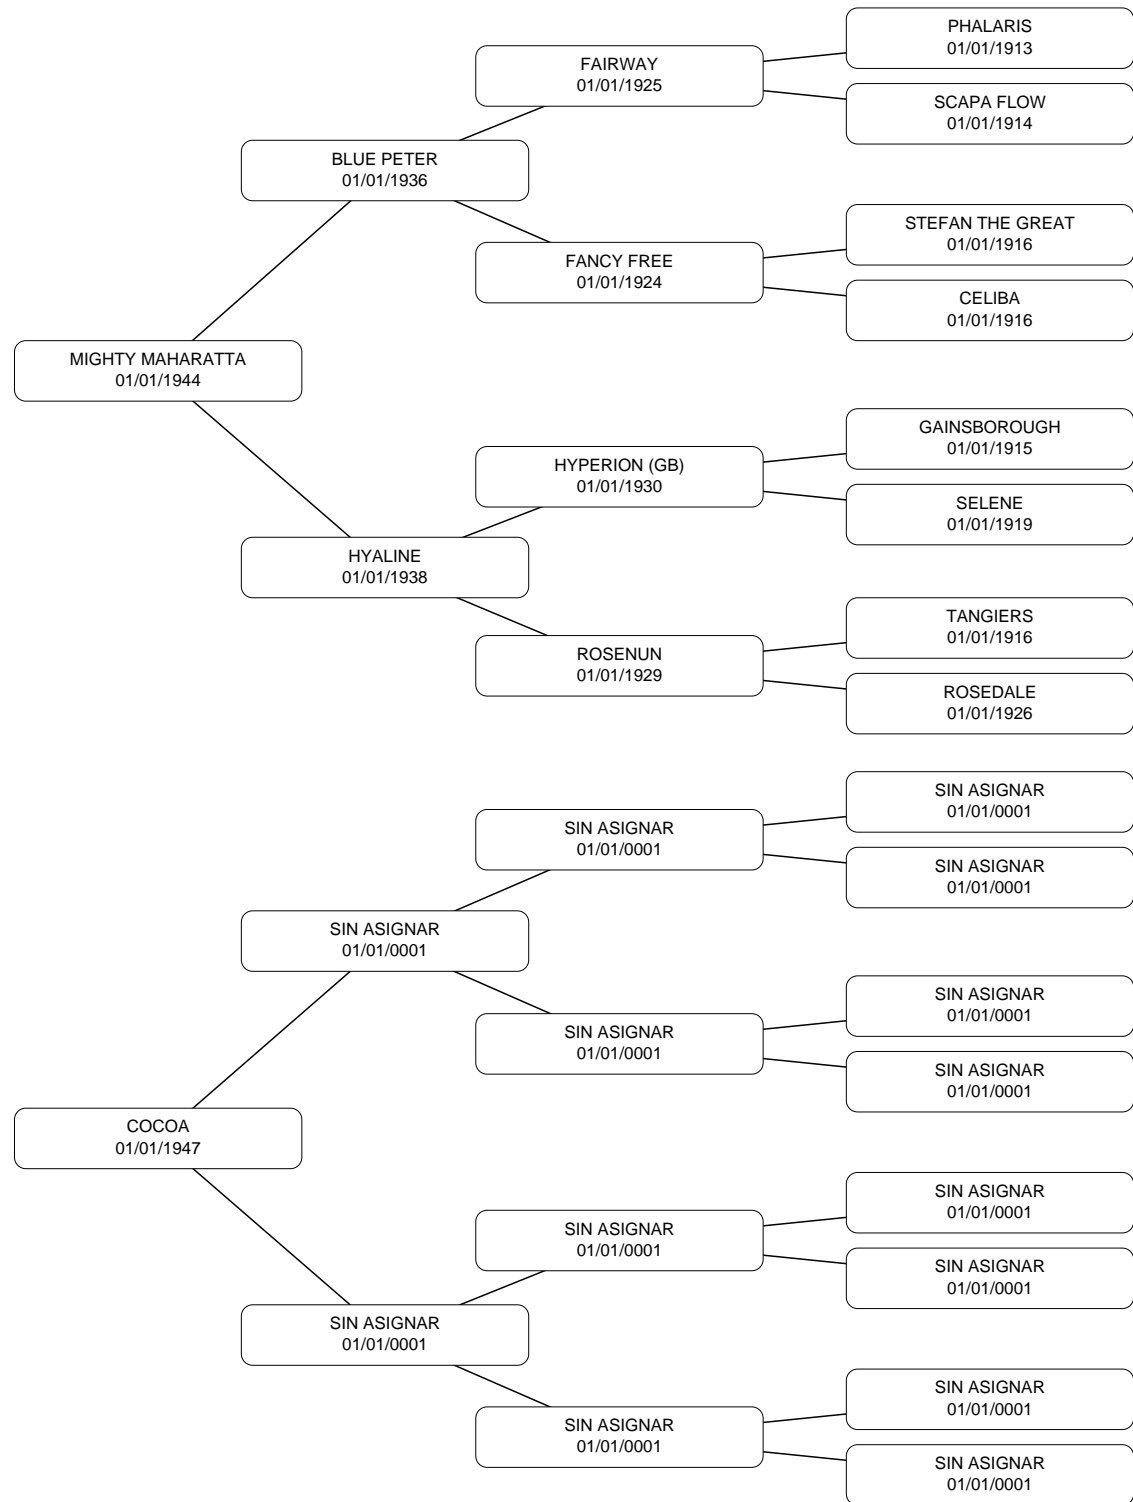 PHALARIS
01/01/1913
FAIRWAY
01/01/1925
SCAPA FLOW
01/01/1914
BLUE PETER
01/01/1936
STEFAN THE GREAT
01/01/1916
FANCY FREE
01/01/1924
CELIBA
01/01/1916
MIGHTY MAHARATTA
01/01/1944
GAINSBOROUGH
01/01/1915
HYPERION (GB)
01/01/1930
SELENE
01/01/1919
HYALINE
01/01/1938
TANGIERS
01/01/1916
ROSENUN
01/01/1929
ROSEDALE
01/01/1926
SIN ASIGNAR
01/01/0001
SIN ASIGNAR
01/01/0001
SIN ASIGNAR
01/01/0001
SIN ASIGNAR
01/01/0001
SIN ASIGNAR
01/01/0001
SIN ASIGNAR
01/01/0001
SIN ASIGNAR
01/01/0001
COCOA
01/01/1947
SIN ASIGNAR
01/01/0001
SIN ASIGNAR
01/01/0001
SIN ASIGNAR
01/01/0001
SIN ASIGNAR
01/01/0001
SIN ASIGNAR
01/01/0001
SIN ASIGNAR
01/01/0001
SIN ASIGNAR
01/01/0001